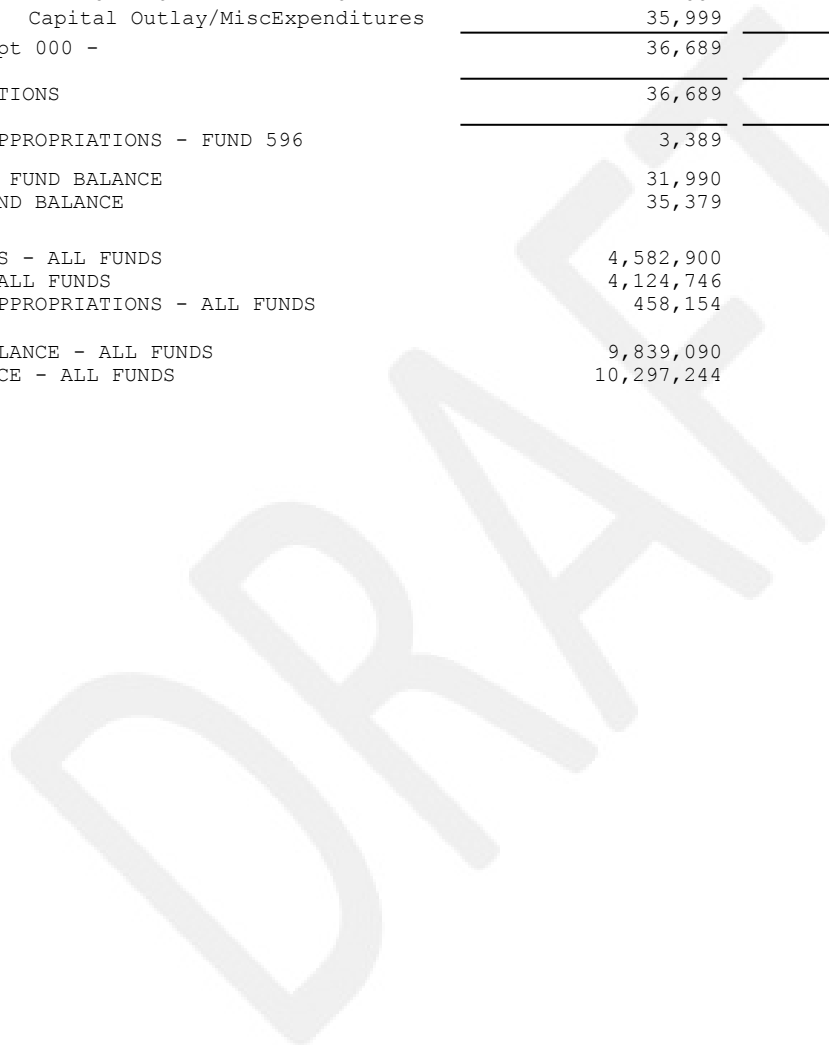 Capital Outlay/MiscExpenditures 35,999
pt 000 - 36,689
TIONS 36,689
PPROPRIATIONS - FUND 596 3,389
FUND BALANCE 31,990
ND BALANCE 35,379
S - ALL FUNDS 4,582,900
ALL FUNDS 4,124,746
PPROPRIATIONS - ALL FUNDS 458,154
LANCE - ALL FUNDS 9,839,090
CE - ALL FUNDS 10,297,244
DRAFT